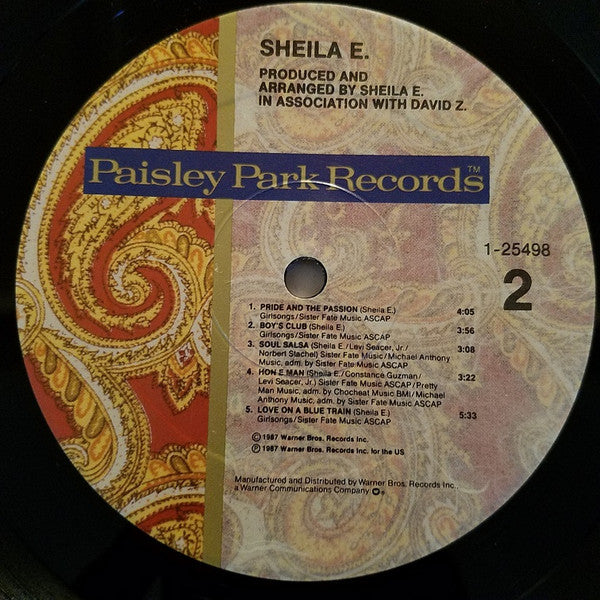 SHEILA E.
PRODUCED AND
ARRANGED BY SHEILA E.
IN ASSOCIATION WITH DAVID Z.
Paisley Park Records™
1-25498
2
1. PRIDE AND THE PASSION (Sheila E.) 4:05
Girlsongs/Sister Fate Music ASCAP
2. BOY'S CLUB (Sheila E.) 3:56
Girlsongs/Sister Fate Music ASCAP
3. SOUL SALSA (Sheila E./Levi Seacer, Jr./ 3:08
Norbert Stachel) Sister Fate Music/Michael Anthony
Music, adm. by Sister Fate Music ASCAP
4. HON E MAN (Sheila E./Constance Guzman/ 3:22
Levi Seacer, Jr.) Sister Fate Music ASCAP/Pretty
Man Music, adm. by Chocheat Music BMI/Michael
Anthony Music, adm. by Sister Fate Music ASCAP
5. LOVE ON A BLUE TRAIN (Sheila E.) 5:33
Girlsongs/Sister Fate Music ASCAP
© 1987 Warner Bros. Records Inc.
℗ 1987 Warner Bros. Records Inc. for the US
Manufactured and Distributed by Warner Bros. Records Inc.,
a Warner Communications Company ®